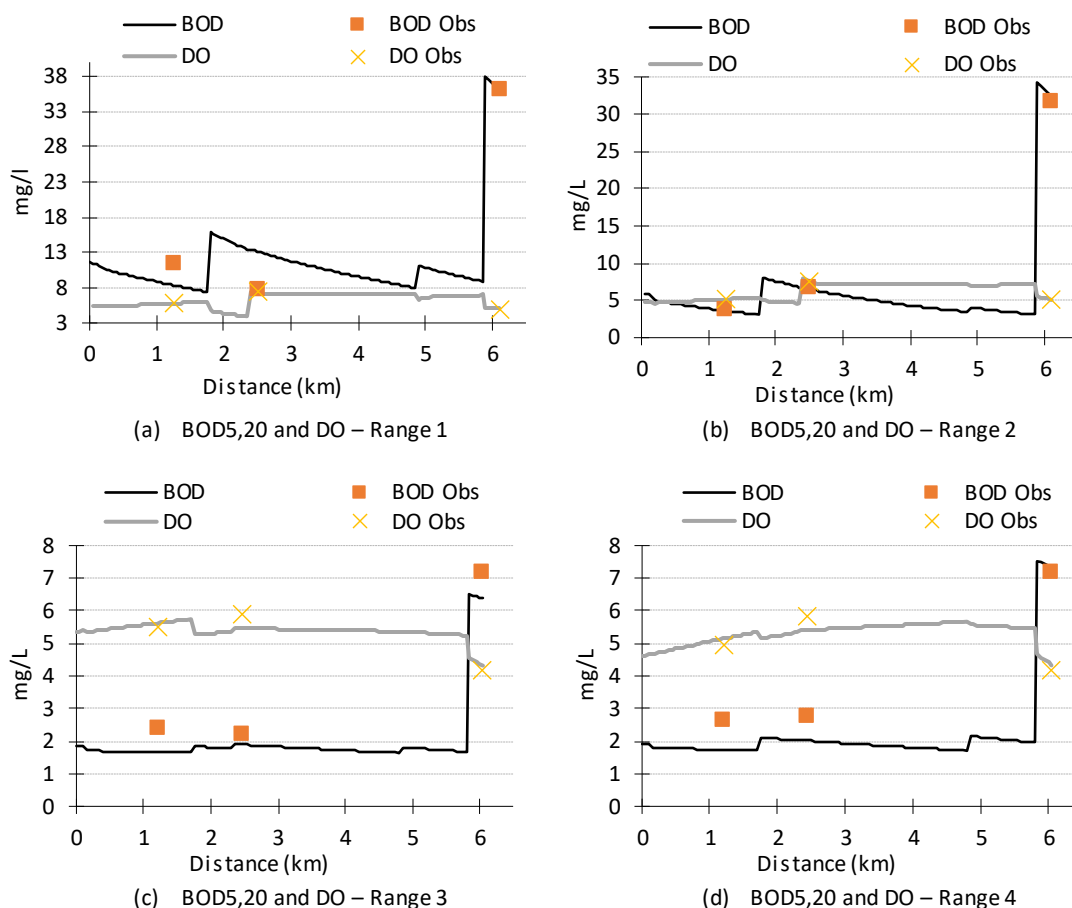 BOD
BOD Obs
DO
DO Obs
38
33
28
23
18
13
8
3
mg/l
0 1 2 3 4 5 6
Distance (km)
(a) BOD5,20 and DO – Range 1
BOD
BOD Obs
DO
DO Obs
35
30
25
20
15
10
5
0
mg/L
0 1 2 3 4 5 6
Distance (km)
(b) BOD5,20 and DO – Range 2
BOD
BOD Obs
DO
DO Obs
8
7
6
5
4
3
2
1
0
mg/L
0 1 2 3 4 5 6
Distance (km)
(c) BOD5,20 and DO – Range 3
BOD
BOD Obs
DO
DO Obs
8
7
6
5
4
3
2
1
0
mg/L
0 1 2 3 4 5 6
Distance (km)
(d) BOD5,20 and DO – Range 4